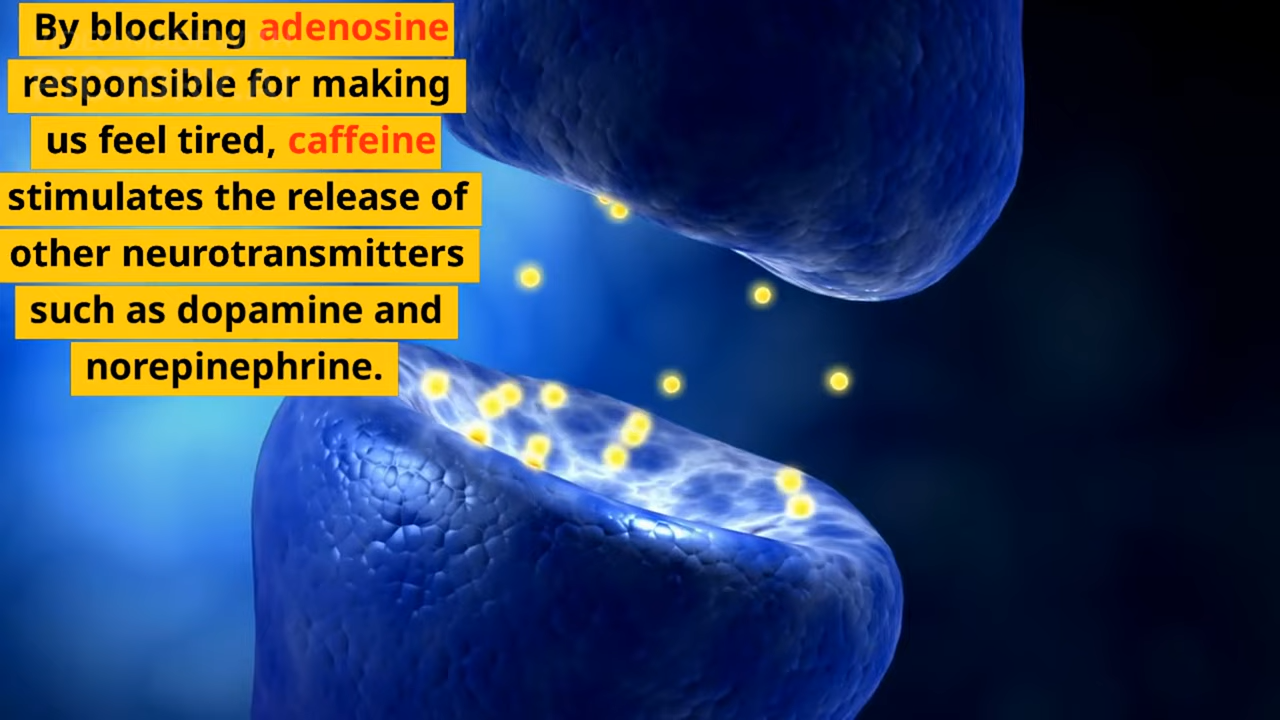 By blocking adenosine
responsible for making
us feel tired, caffeine
stimulates the release of
other neurotransmitters
such as dopamine and
norepinephrine.